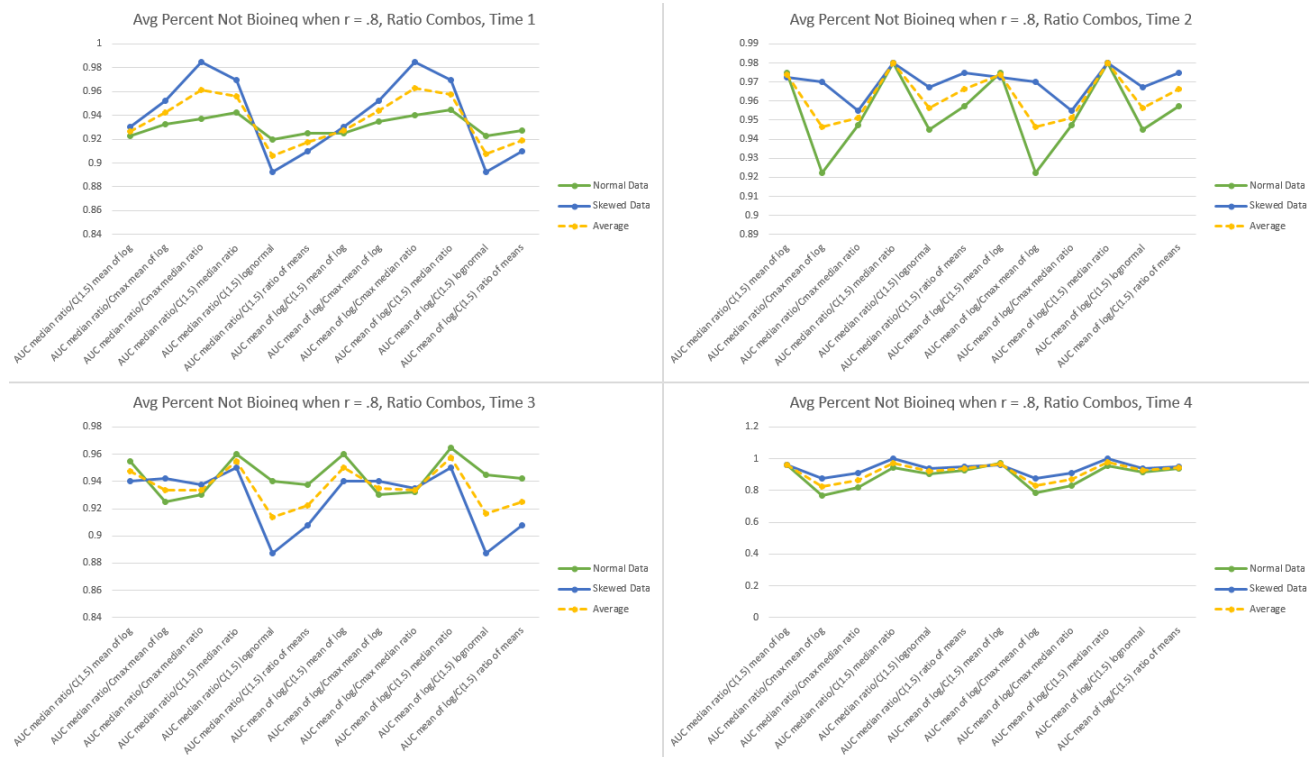 Avg Percent Not Bioineq when r = .8, Ratio Combos, Time 1
1
0.98
0.96
0.94
0.92
0.9
0.88
0.86
0.84
Normal Data
Skewed Data
Average
AUC median ratio/C(1.5) mean of log
AUC median ratio/Cmax mean of log
AUC median ratio/Cmax median ratio
AUC median ratio/C(1.5) median ratio
AUC median ratio/C(1.5) lognormal
AUC median ratio/C(1.5) ratio of means
AUC mean of log/C(1.5) mean of log
AUC mean of log/Cmax mean of log
AUC mean of log/Cmax median ratio
AUC mean of log/C(1.5) median ratio
AUC mean of log/C(1.5) lognormal
AUC mean of log/C(1.5) ratio of means
Avg Percent Not Bioineq when r = .8, Ratio Combos, Time 2
0.99
0.98
0.97
0.96
0.95
0.94
0.93
0.92
0.91
0.9
0.89
Normal Data
Skewed Data
Average
AUC median ratio/C(1.5) mean of log
AUC median ratio/Cmax mean of log
AUC median ratio/Cmax median ratio
AUC median ratio/C(1.5) median ratio
AUC median ratio/C(1.5) lognormal
AUC median ratio/C(1.5) ratio of means
AUC mean of log/C(1.5) mean of log
AUC mean of log/Cmax mean of log
AUC mean of log/Cmax median ratio
AUC mean of log/C(1.5) median ratio
AUC mean of log/C(1.5) lognormal
AUC mean of log/C(1.5) ratio of means
Avg Percent Not Bioineq when r = .8, Ratio Combos, Time 3
0.98
0.96
0.94
0.92
0.9
0.88
0.86
0.84
Normal Data
Skewed Data
Average
AUC median ratio/C(1.5) mean of log
AUC median ratio/Cmax mean of log
AUC median ratio/Cmax median ratio
AUC median ratio/C(1.5) median ratio
AUC median ratio/C(1.5) lognormal
AUC median ratio/C(1.5) ratio of means
AUC mean of log/C(1.5) mean of log
AUC mean of log/Cmax mean of log
AUC mean of log/Cmax median ratio
AUC mean of log/C(1.5) median ratio
AUC mean of log/C(1.5) lognormal
AUC mean of log/C(1.5) ratio of means
Avg Percent Not Bioineq when r = .8, Ratio Combos, Time 4
1.2
1
0.8
0.6
0.4
0.2
0
Normal Data
Skewed Data
Average
AUC median ratio/C(1.5) mean of log
AUC median ratio/Cmax mean of log
AUC median ratio/Cmax median ratio
AUC median ratio/C(1.5) median ratio
AUC median ratio/C(1.5) lognormal
AUC median ratio/C(1.5) ratio of means
AUC mean of log/C(1.5) mean of log
AUC mean of log/Cmax mean of log
AUC mean of log/Cmax median ratio
AUC mean of log/C(1.5) median ratio
AUC mean of log/C(1.5) lognormal
AUC mean of log/C(1.5) ratio of means